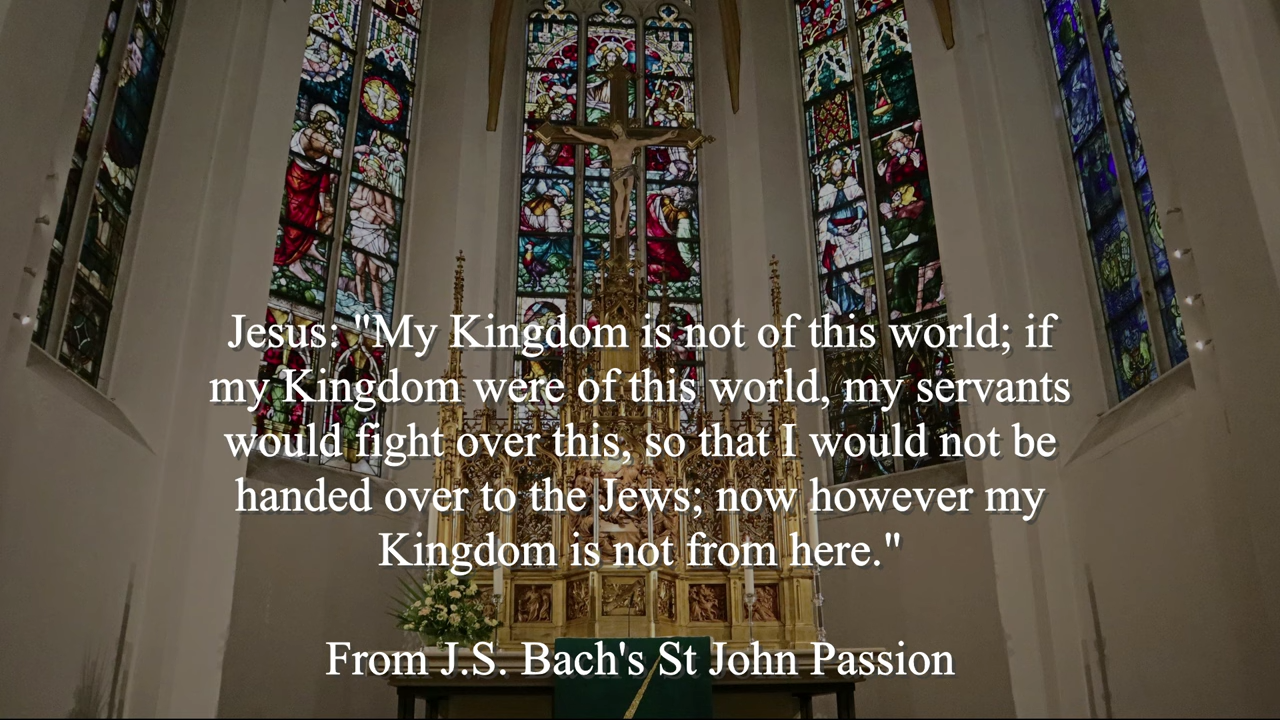 Jesus: "My Kingdom is not of this world; if
my Kingdom were of this world, my servants
would fight over this, so that I would not be
handed over to the Jews; now however my
Kingdom is not from here."
From J.S. Bach's St John Passion